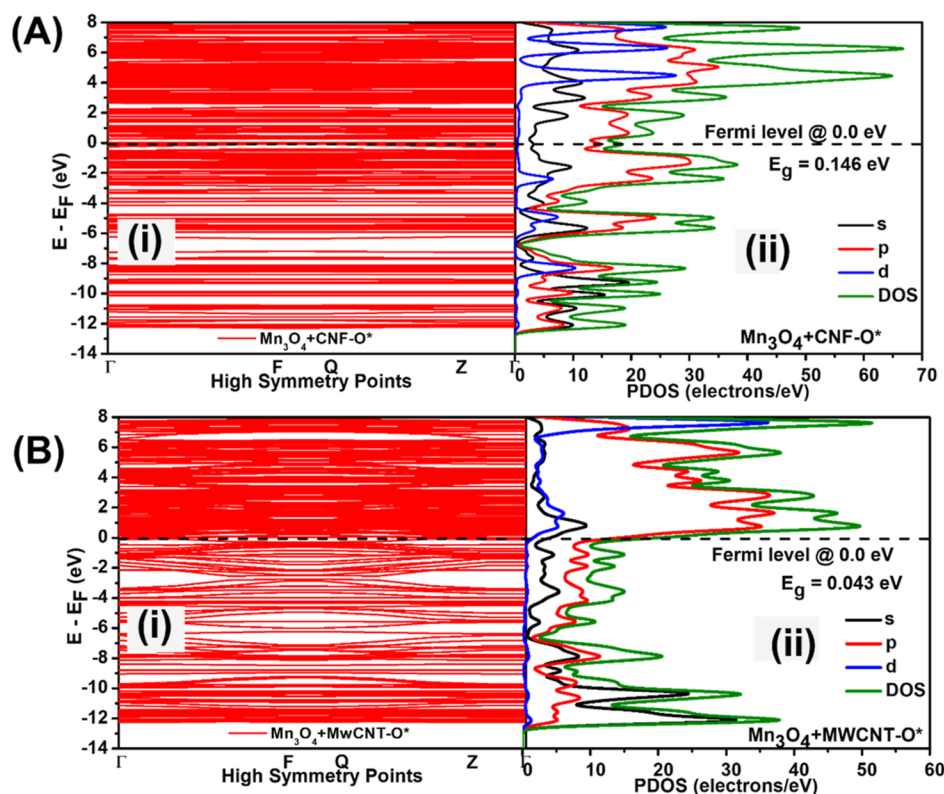 (A)
E - E_F (eV)
8
6
4
2
0
-2
-4
-6
-8
-10
-12
-14
(i)
Mn₃O₄+CNF-O*
Γ F Q Z Γ
High Symmetry Points
Fermi level @ 0.0 eV
E_g = 0.146 eV
(ii)
s
p
d
DOS
Mn₃O₄+CNF-O*
0 10 20 30 40 50 60 70
PDOS (electrons/eV)
(B)
E - E_F (eV)
8
6
4
2
0
-2
-4
-6
-8
-10
-12
-14
(i)
Mn₃O₄+MwCNT-O*
Γ F Q Z Γ
High Symmetry Points
Fermi level @ 0.0 eV
E_g = 0.043 eV
(ii)
s
p
d
DOS
Mn₃O₄+MWCNT-O*
0 10 20 30 40 50 60
PDOS (electrons/eV)